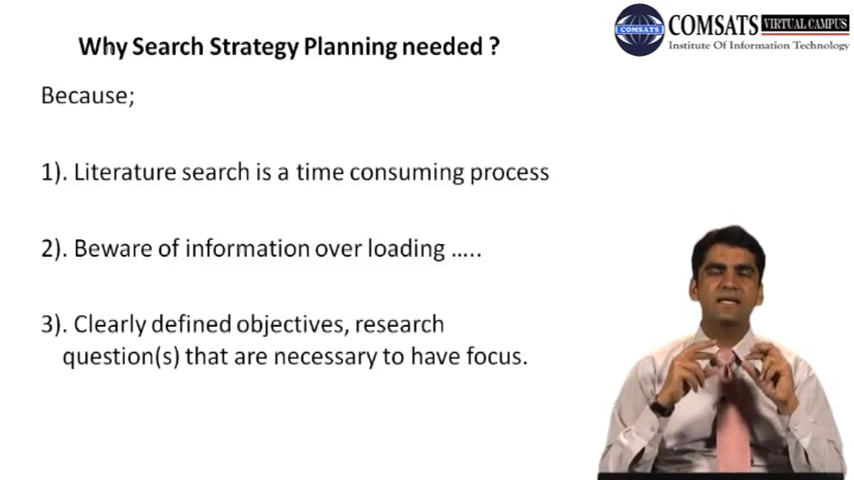 Why Search Strategy Planning needed ?
COMSATS VIRTUAL CAMPUS
COMSATS
Institute Of Information Technology
Because;
1). Literature search is a time consuming process
2). Beware of information over loading …..
3). Clearly defined objectives, research
question(s) that are necessary to have focus.